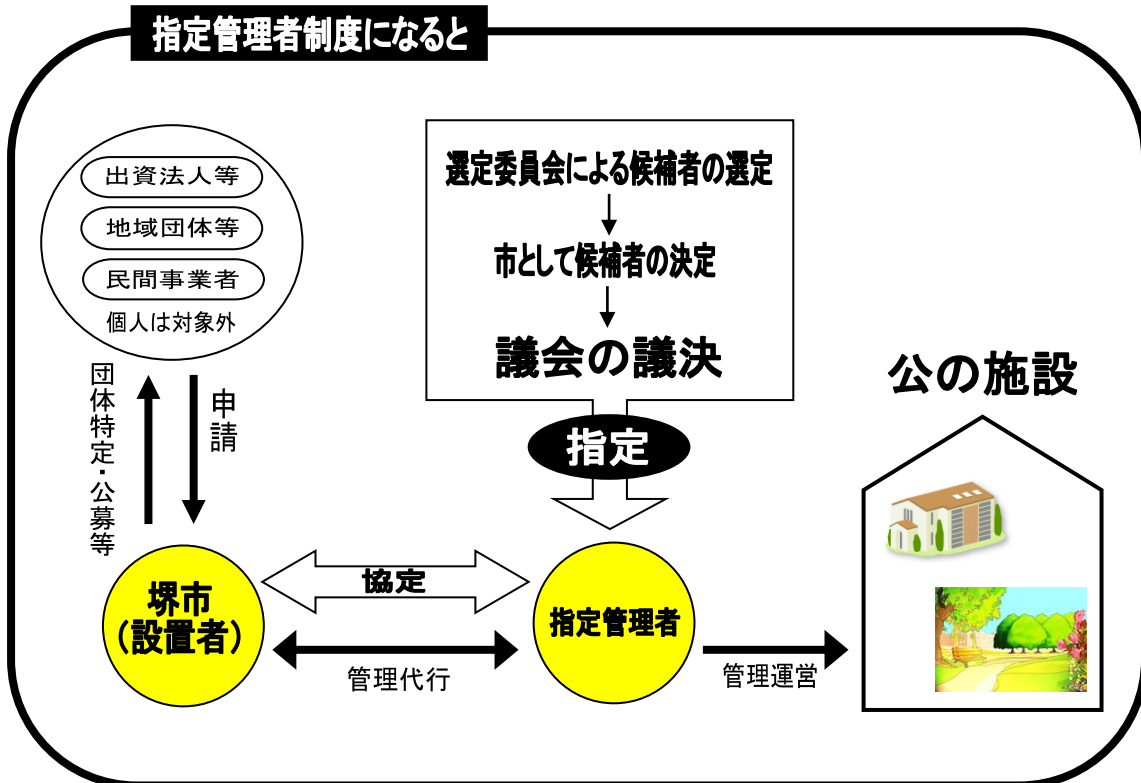 指定管理者制度になると
出資法人等
地域団体等
民間事業者
個人は対象外
団体特定・公募等
申請
選定委員会による候補者の選定
市として候補者の決定
議会の議決
指定
公の施設
堺市
(設置者)
協定
管理代行
指定管理者
管理運営